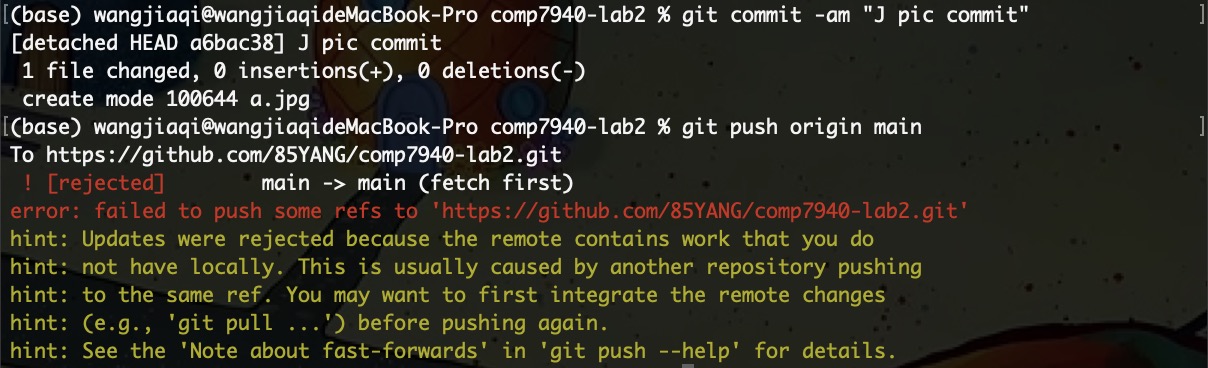 [(base) wangjiaqi@wangjiaqideMacBook-Pro comp7940-lab2 % git commit -am "J pic commit" ]
[detached HEAD a6bac38] J pic commit
 1 file changed, 0 insertions(+), 0 deletions(-)
 create mode 100644 a.jpg
[(base) wangjiaqi@wangjiaqideMacBook-Pro comp7940-lab2 % git push origin main ]
To https://github.com/85YANG/comp7940-lab2.git
 ! [rejected]        main -> main (fetch first)
error: failed to push some refs to 'https://github.com/85YANG/comp7940-lab2.git'
hint: Updates were rejected because the remote contains work that you do
hint: not have locally. This is usually caused by another repository pushing
hint: to the same ref. You may want to first integrate the remote changes
hint: (e.g., 'git pull ...') before pushing again.
hint: See the 'Note about fast-forwards' in 'git push --help' for details.